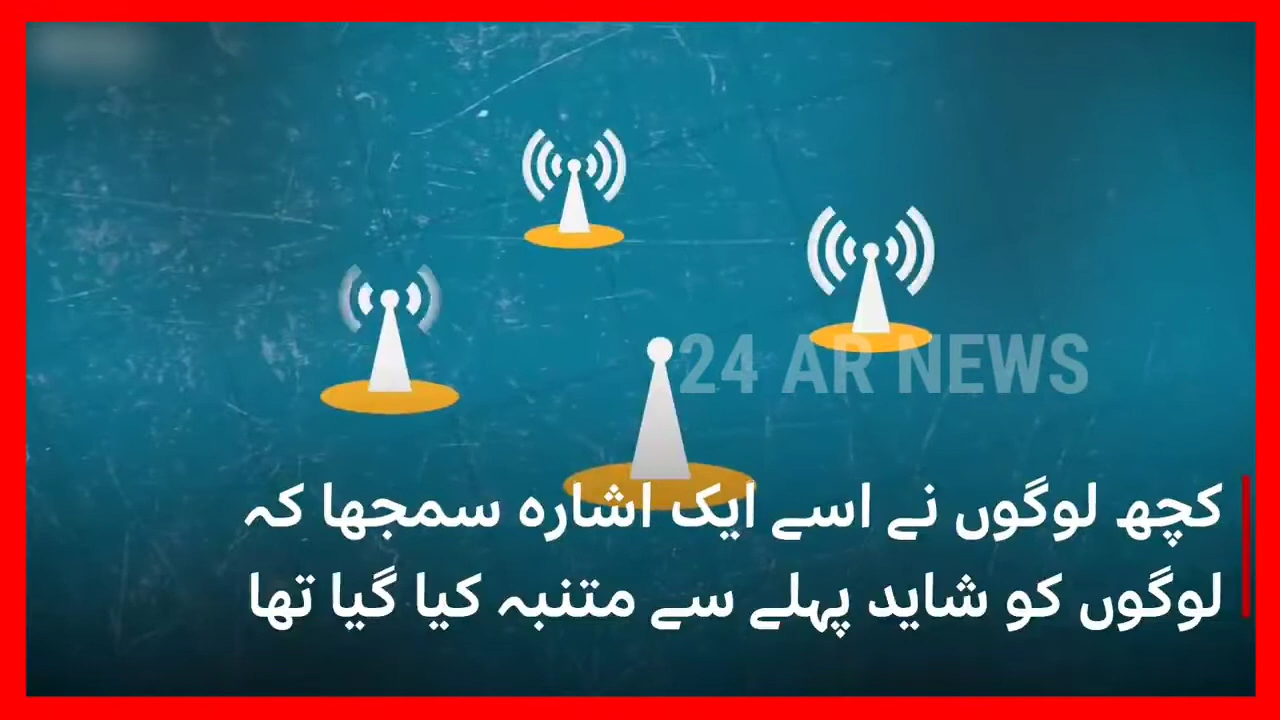 24 AR NEWS
کچھ لوگوں نے اسے ایک اشارہ سمجھا کہ
لوگوں کو شاید پہلے سے متنبہ کیا گیا تھا